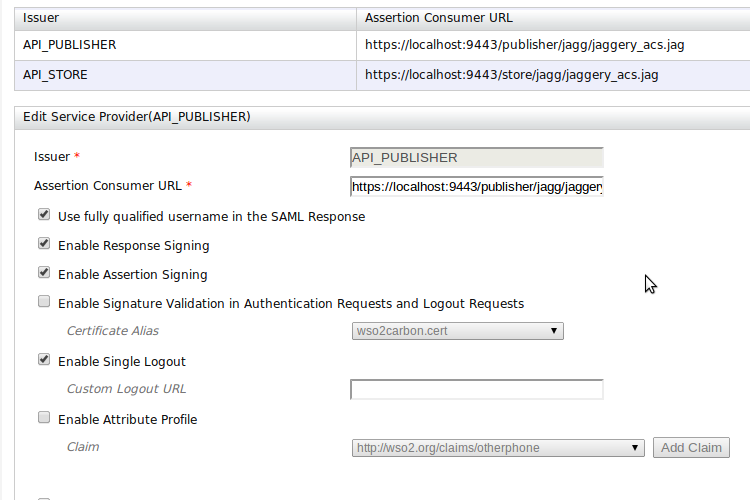 Issuer Assertion Consumer URL
API_PUBLISHER https://localhost:9443/publisher/jagg/jaggery_acs.jag
API_STORE https://localhost:9443/store/jagg/jaggery_acs.jag
Edit Service Provider(API_PUBLISHER)
Issuer * API_PUBLISHER
Assertion Consumer URL * https://localhost:9443/publisher/jagg/jaggery
Use fully qualified username in the SAML Response
Enable Response Signing
Enable Assertion Signing
Enable Signature Validation in Authentication Requests and Logout Requests
Certificate Alias wso2carbon.cert
Enable Single Logout
Custom Logout URL
Enable Attribute Profile
Claim http://wso2.org/claims/otherphone Add Claim